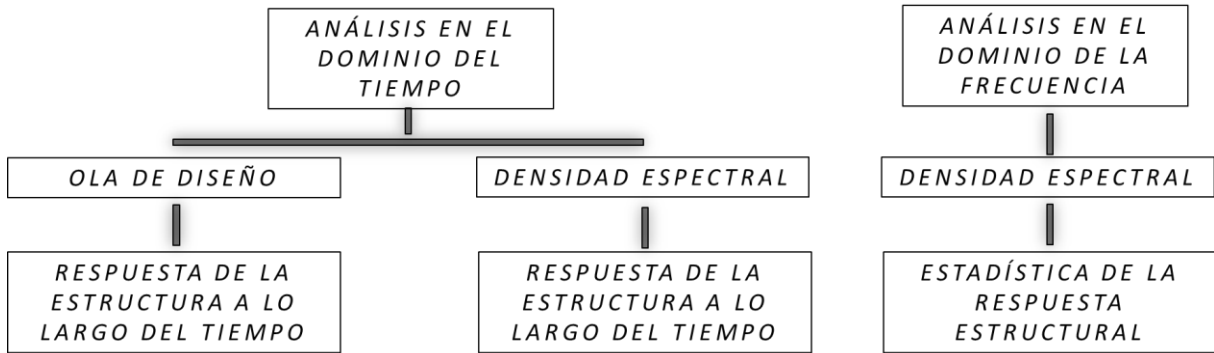 ANÁLISIS EN EL
DOMINIO DEL
TIEMPO
ANÁLISIS EN EL
DOMINIO DE LA
FRECUENCIA
OLA DE DISEÑO
DENSIDAD ESPECTRAL
DENSIDAD ESPECTRAL
RESPUESTA DE LA
ESTRUCTURA A LO
LARGO DEL TIEMPO
RESPUESTA DE LA
ESTRUCTURA A LO
LARGO DEL TIEMPO
ESTADÍSTICA DE LA
RESPUESTA
ESTRUCTURAL